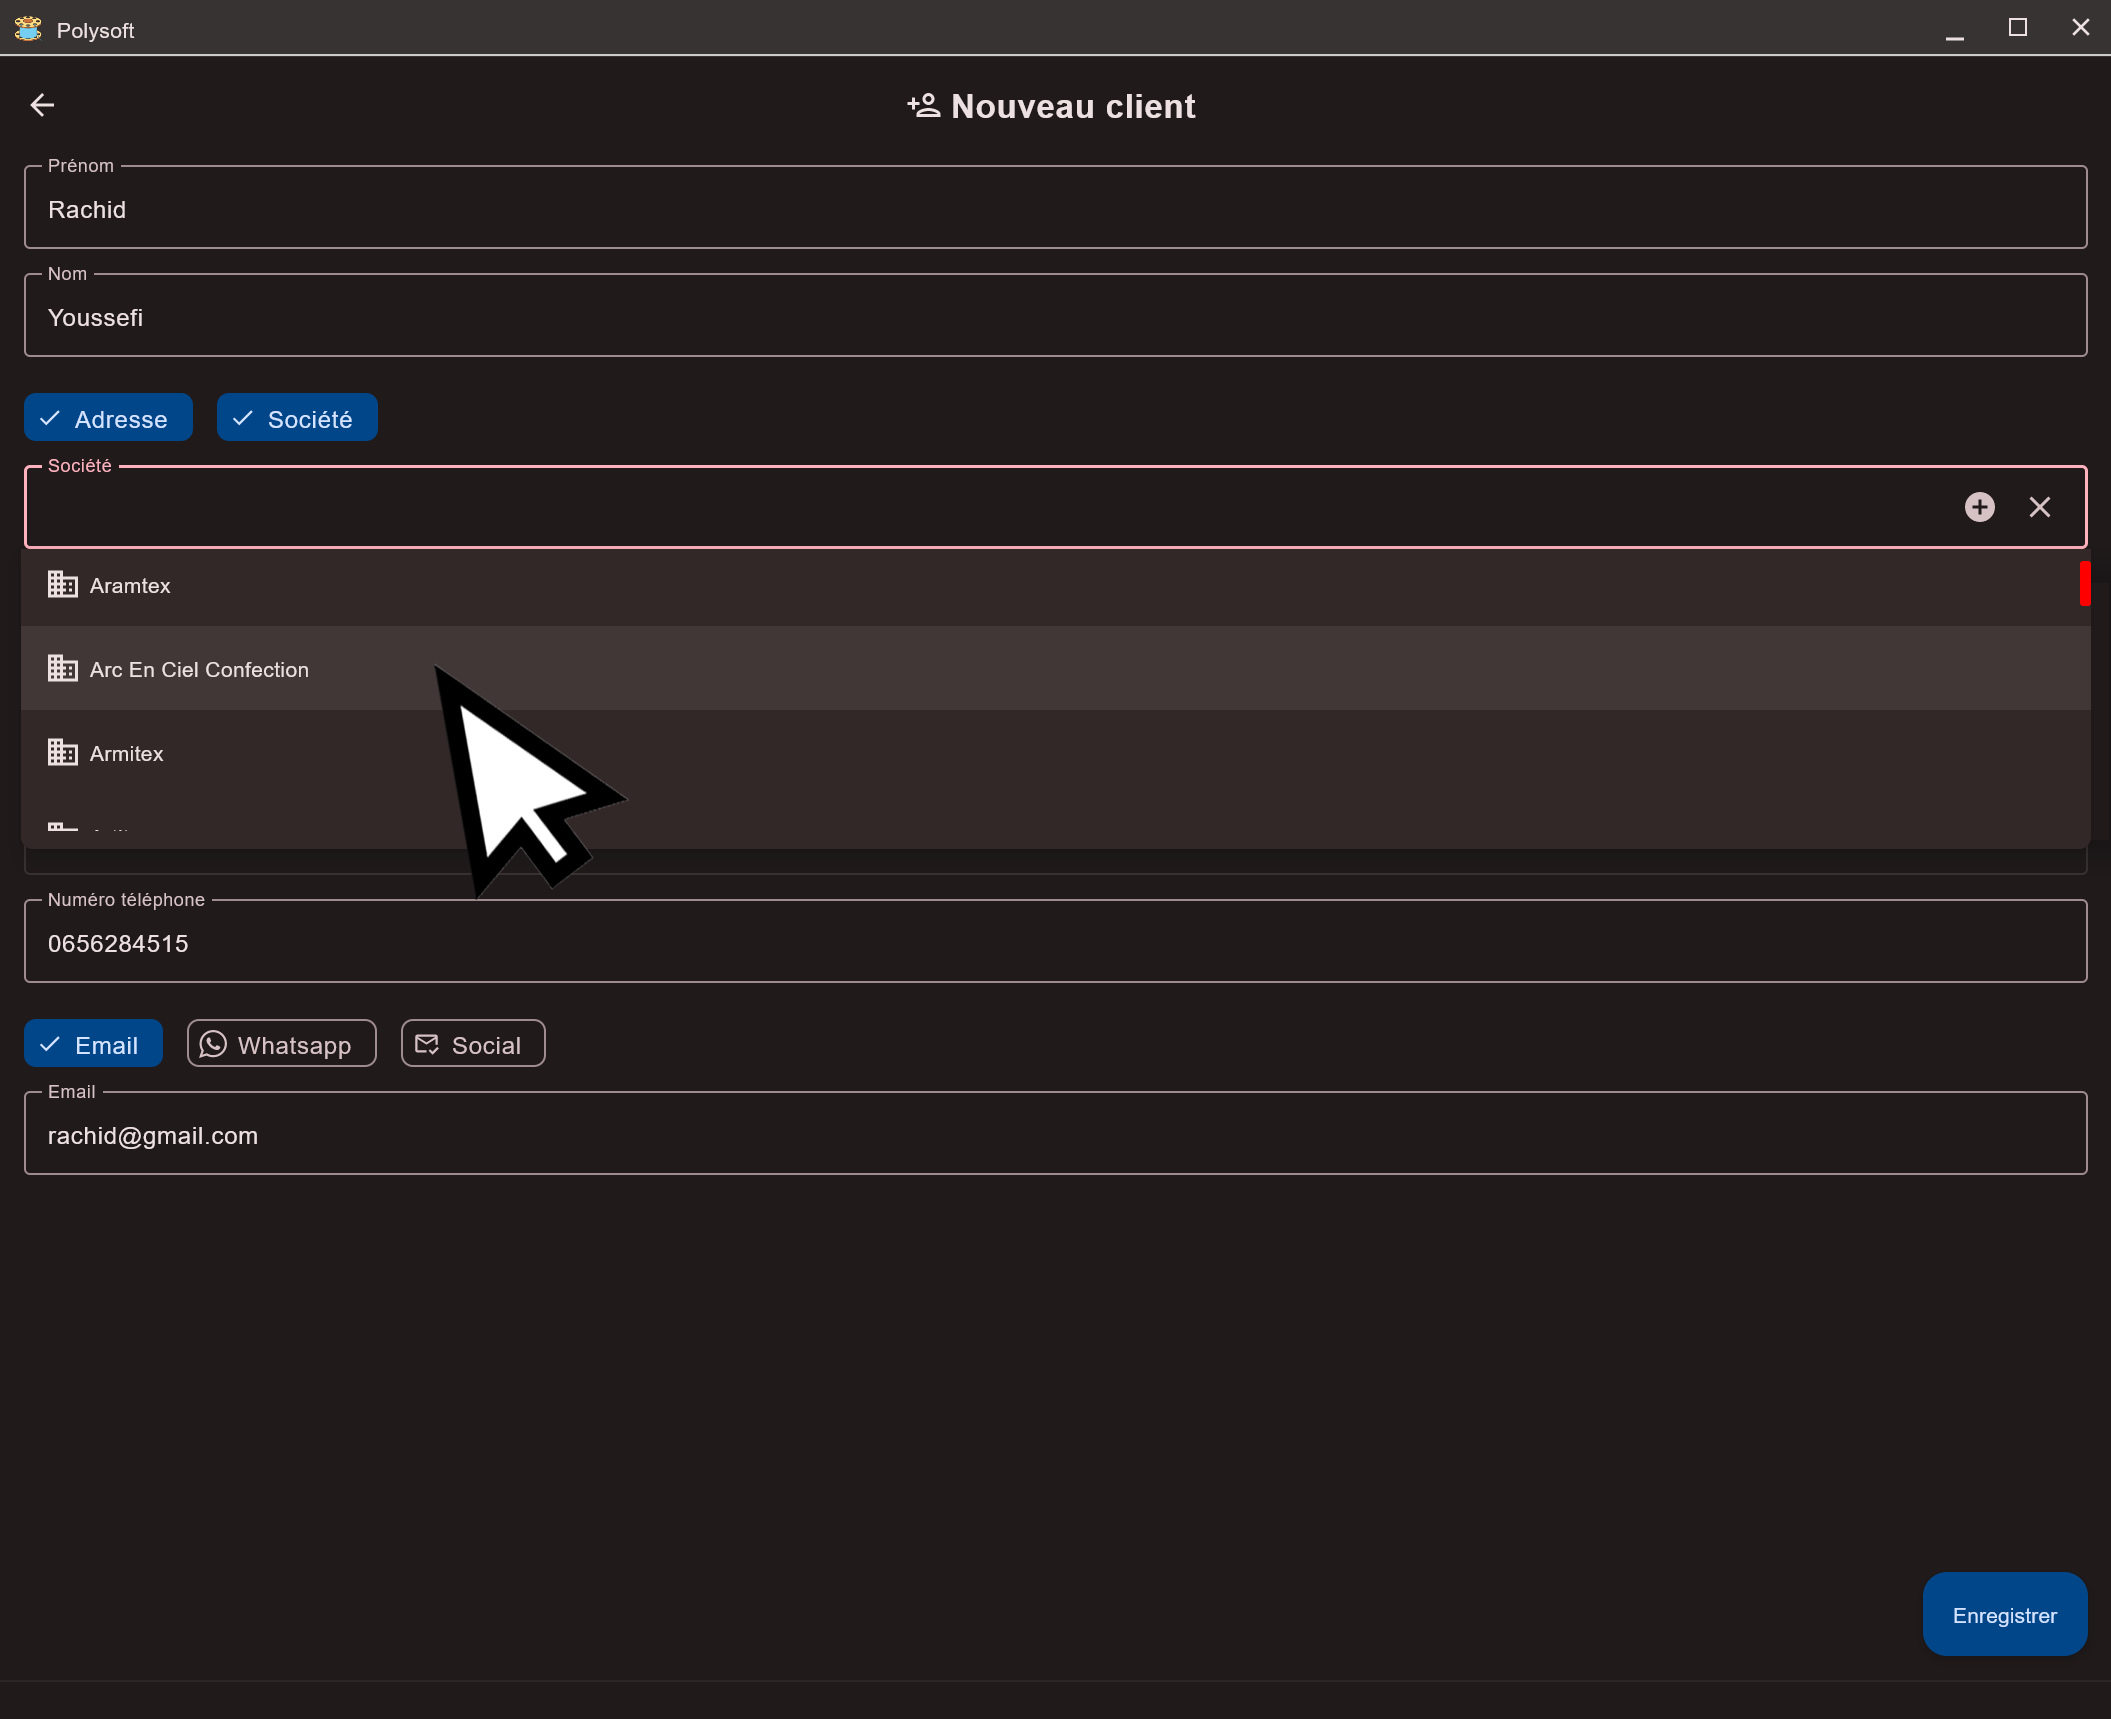 Polysoft
Nouveau client
Prénom
Rachid
Nom
Youssefi
Adresse
Société
Société
Aramtex
Arc En Ciel Confection
Armitex
Numéro téléphone
0656284515
Email
Whatsapp
Social
Email
rachid@gmail.com
Enregistrer